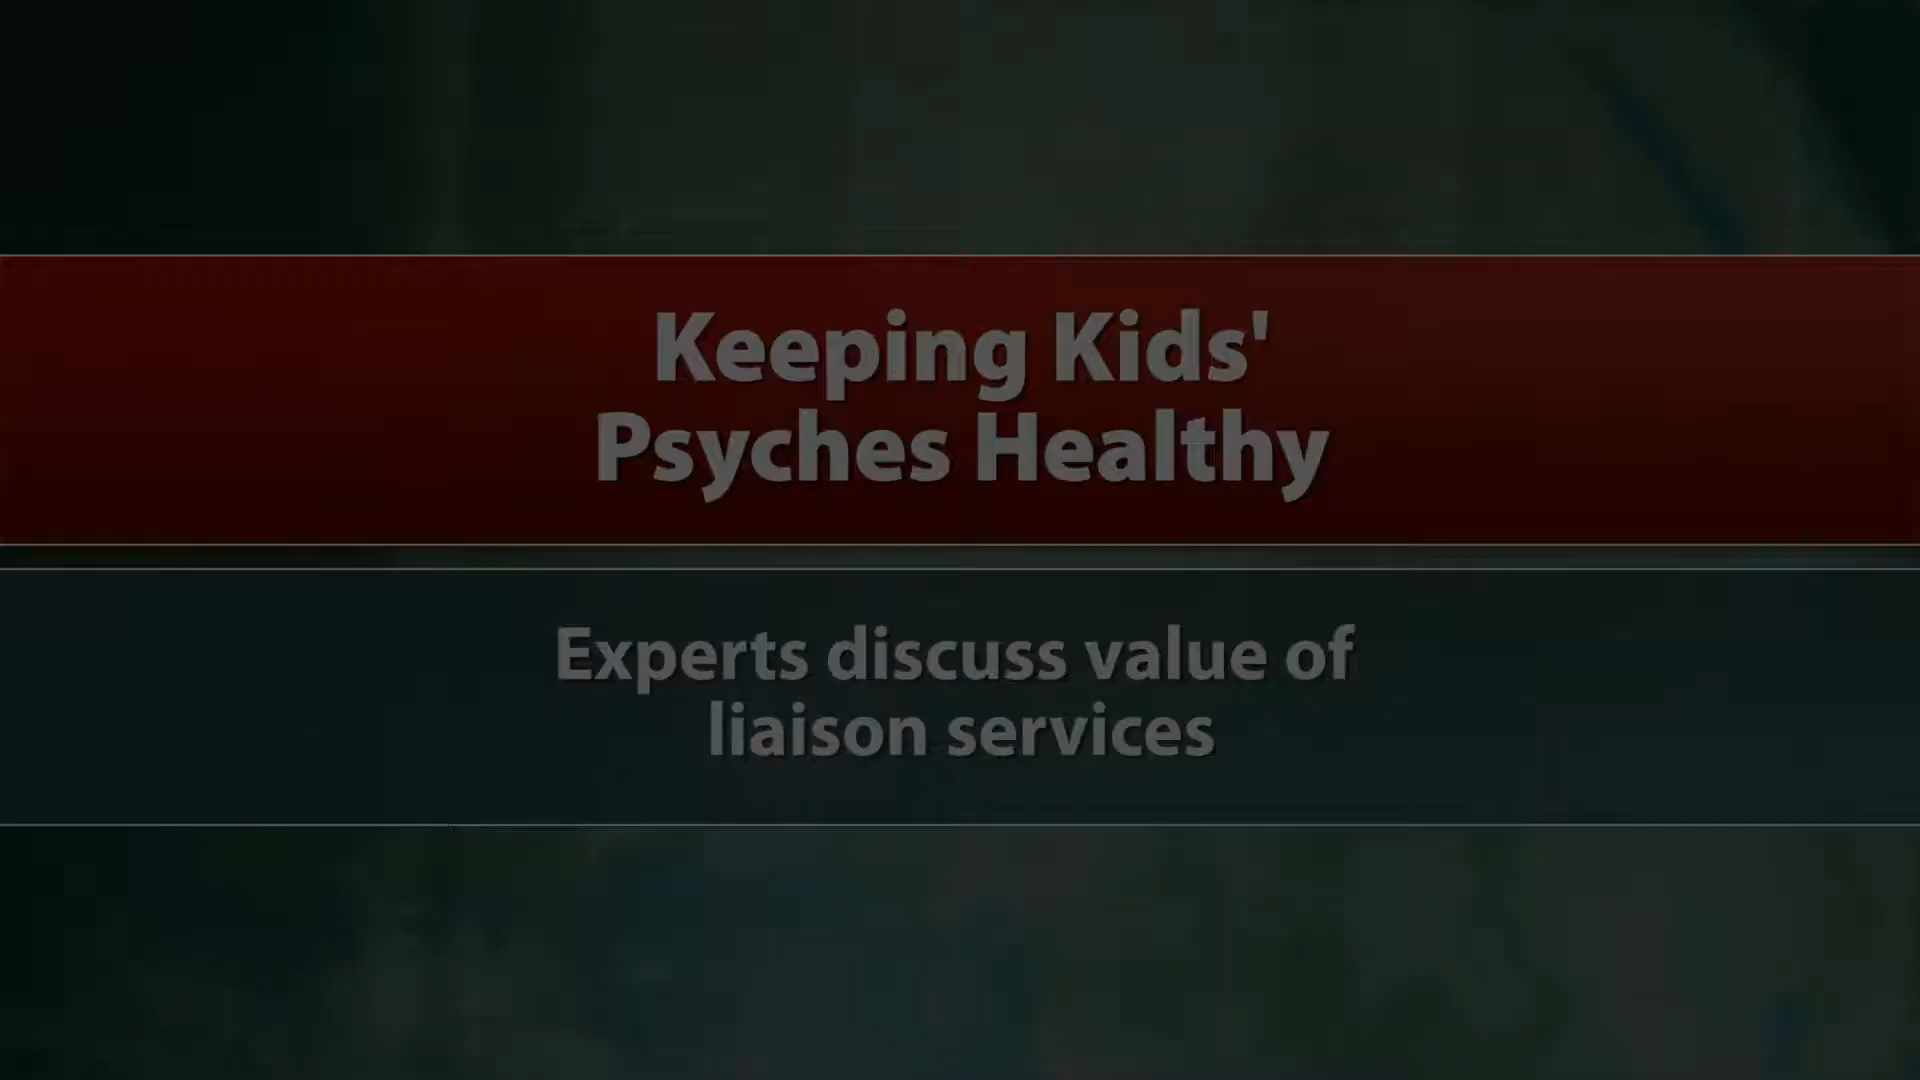 Keeping Kids'
Psyches Healthy
Experts discuss value of
liaison services